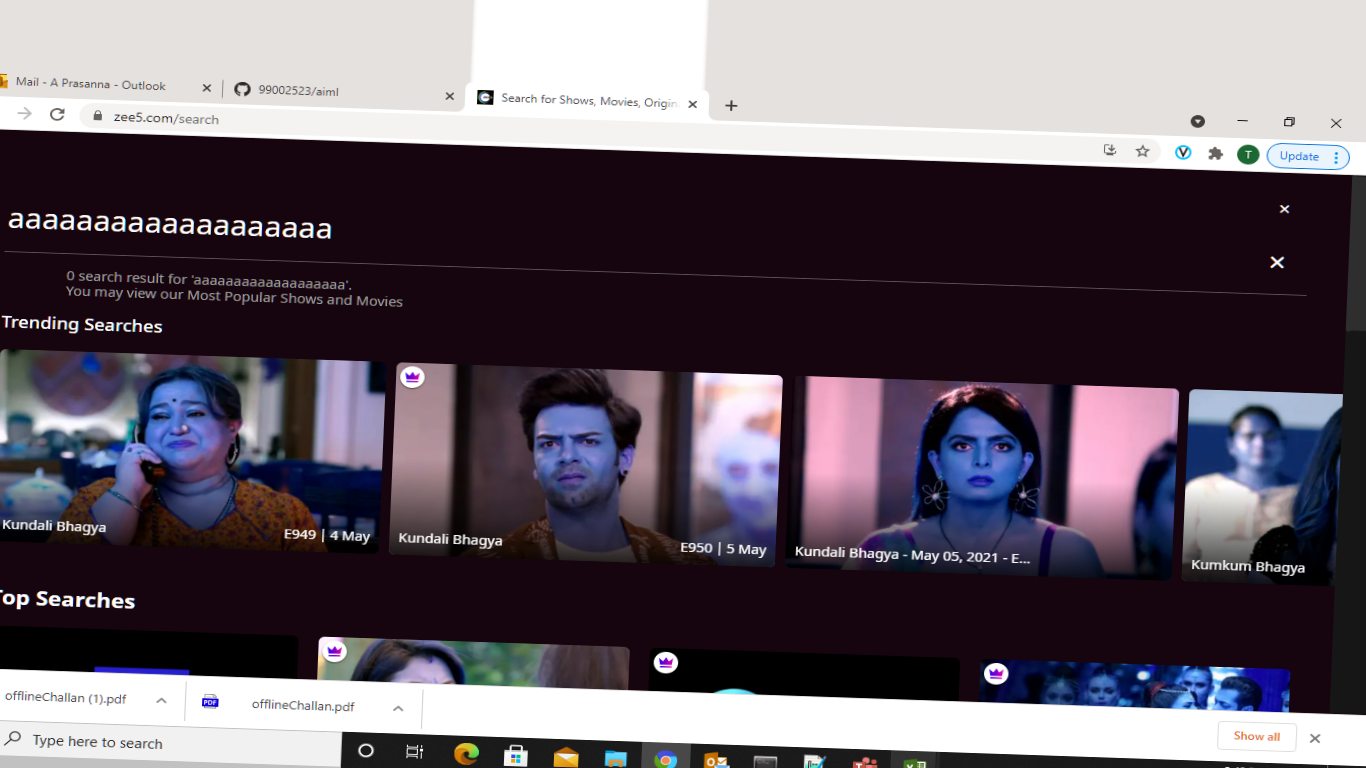 Mail - A Prasanna - Outlook
99002523/aiml
Search for Shows, Movies, Origin
zee5.com/search
T
Update
aaaaaaaaaaaaaaaaaaa
0 search result for 'aaaaaaaaaaaaaaaaaaa'.
You may view our Most Popular Shows and Movies
Trending Searches
Kundali Bhagya
E949 | 4 May
Kundali Bhagya
E950 | 5 May
Kundali Bhagya - May 05, 2021 - E...
Kumkum Bhagya
Top Searches
offlineChallan (1).pdf
PDF
offlineChallan.pdf
Show all
Type here to search